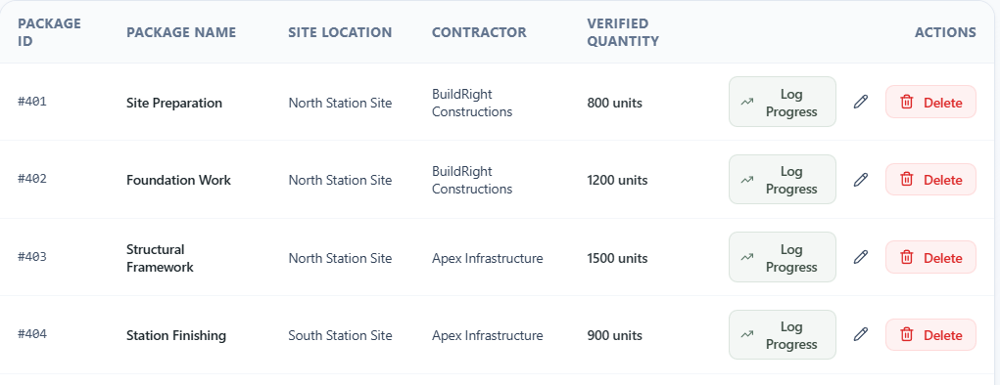 PACKAGE ID
PACKAGE NAME
SITE LOCATION
CONTRACTOR
VERIFIED QUANTITY
ACTIONS
#401
Site Preparation
North Station Site
BuildRight
Constructions
800 units
Log
Progress
Delete
#402
Foundation Work
North Station Site
BuildRight
Constructions
1200 units
Log
Progress
Delete
#403
Structural
Framework
North Station Site
Apex Infrastructure
1500 units
Log
Progress
Delete
#404
Station Finishing
South Station Site
Apex Infrastructure
900 units
Log
Progress
Delete